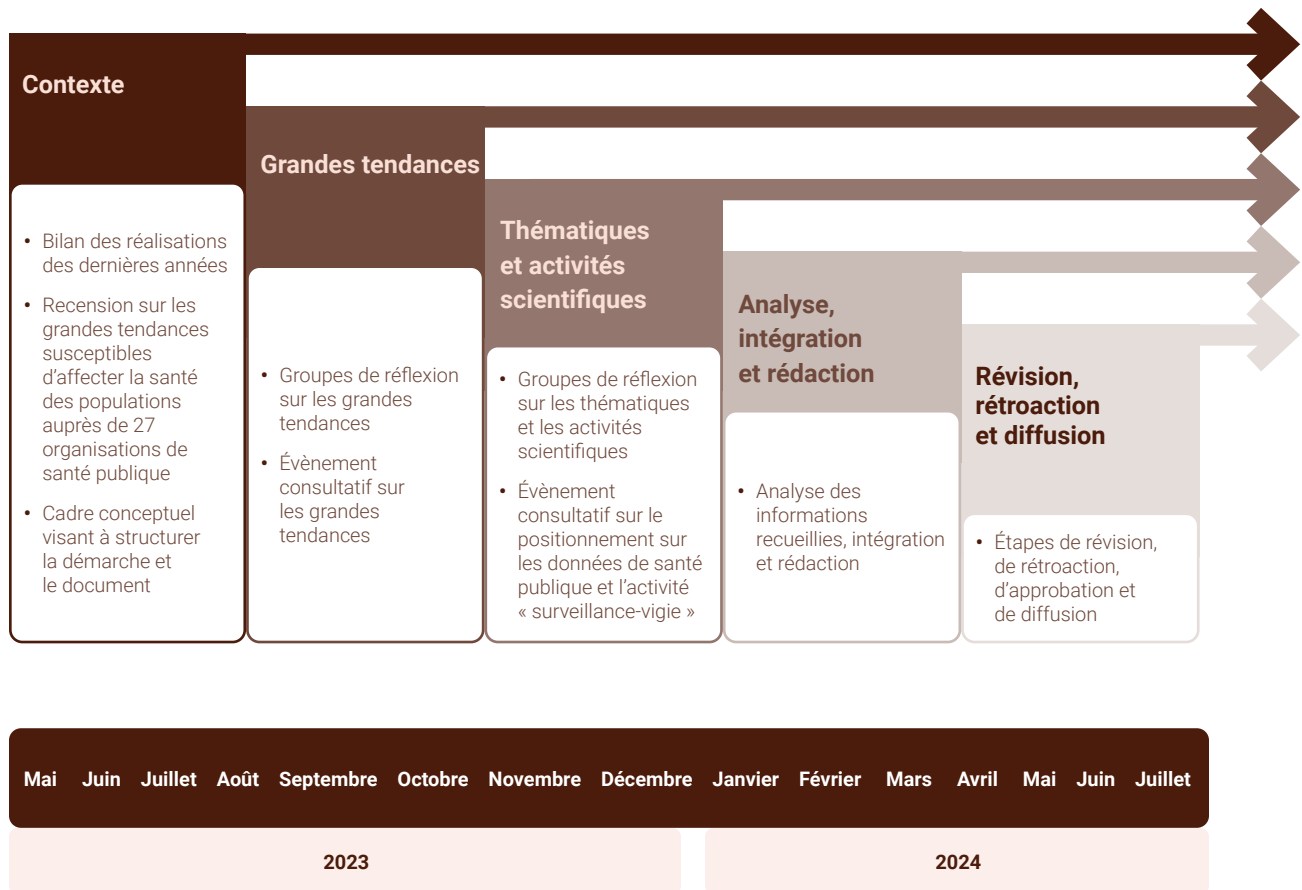 Contexte
• Bilan des réalisations
des dernières années
• Recension sur les
grandes tendances
susceptibles
d’affecter la santé
des populations
auprès de 27
organisations de
santé publique
• Cadre conceptuel
visant à structurer
la démarche et
le document
Grandes tendances
• Groupes de réflexion
sur les grandes
tendances
• Évènement
consultatif sur
les grandes
tendances
Thématiques
et activités
scientifiques
• Groupes de réflexion
sur les thématiques
et les activités
scientifiques
• Évènement
consultatif sur le
positionnement sur
les données de santé
publique et l’activité
« surveillance-vigie »
Analyse,
intégration
et rédaction
• Analyse des
informations
recueillies, intégration
et rédaction
Révision,
rétroaction
et diffusion
• Étapes de révision,
de rétroaction,
d’approbation et
de diffusion
Mai Juin Juillet Août Septembre Octobre Novembre Décembre Janvier Février Mars Avril Mai Juin Juillet
2023 2024